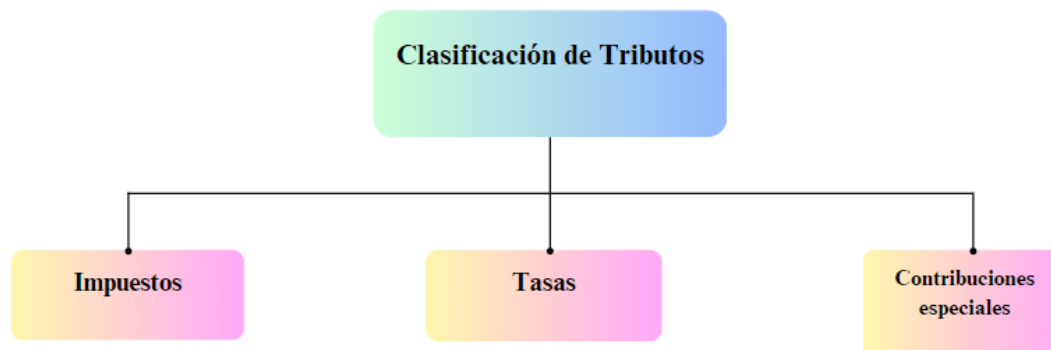 Clasificación de Tributos
Impuestos
Tasas
Contribuciones
especiales